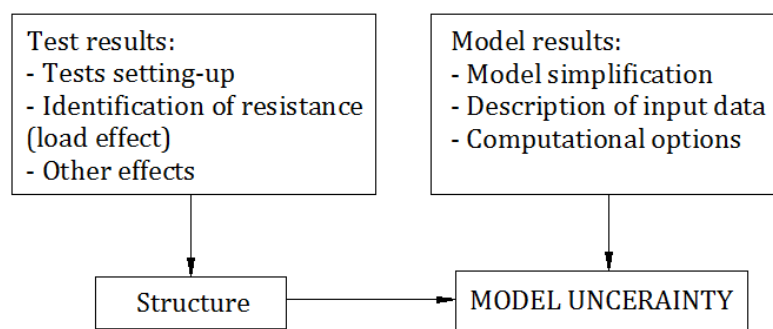 Test results:
- Tests setting-up
- Identification of resistance
(load effect)
- Other effects
Model results:
- Model simplification
- Description of input data
- Computational options
Structure
MODEL UNCERAINTY